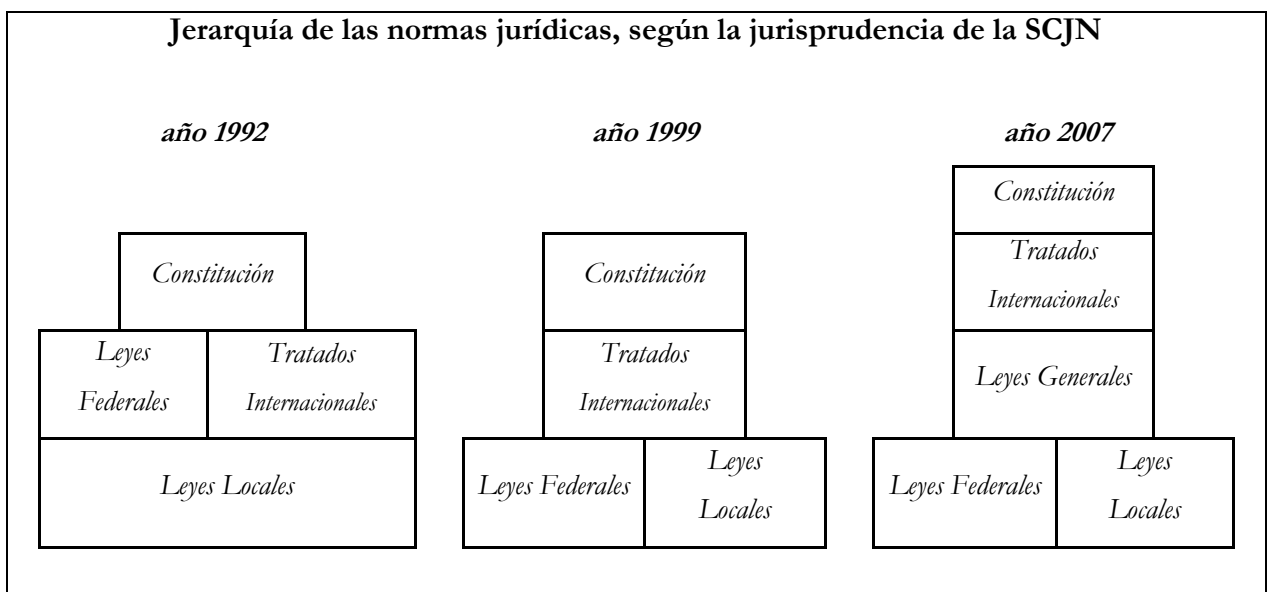 Jerarquía de las normas jurídicas, según la jurisprudencia de la SCJN
año 1992
Constitución
Leyes
Federales
Tratados
Internacionales
Leyes Locales
año 1999
Constitución
Tratados
Internacionales
Leyes Federales
Leyes
Locales
año 2007
Constitución
Tratados
Internacionales
Leyes Generales
Leyes Federales
Leyes
Locales